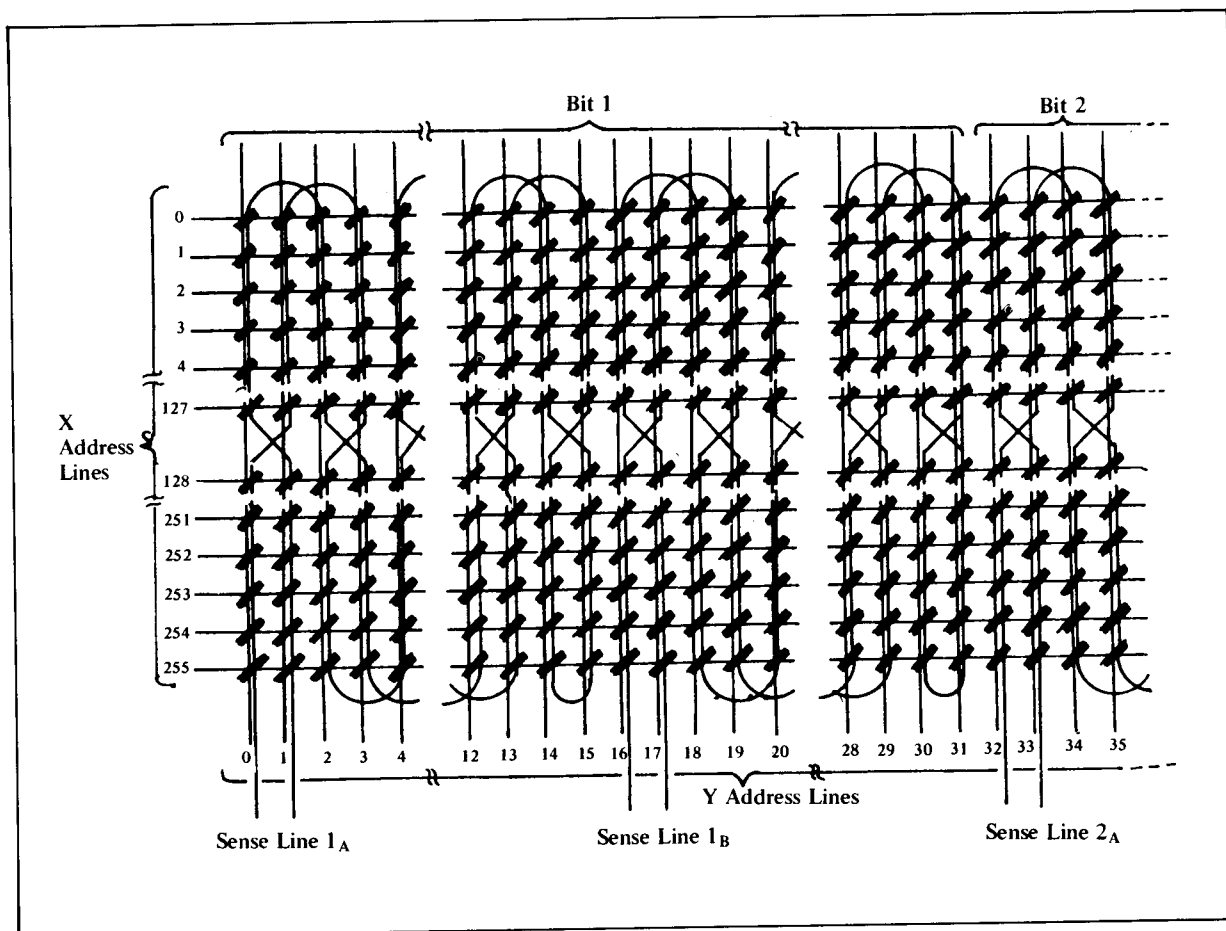 Bit 1
Bit 2
0
1
2
3
4
X
Address
Lines
127
128
251
252
253
254
255
0 1 2 3 4 12 13 14 15 16 17 18 19 20 28 29 30 31 32 33 34 35
Y Address Lines
Sense Line 1A
Sense Line 1B
Sense Line 2A